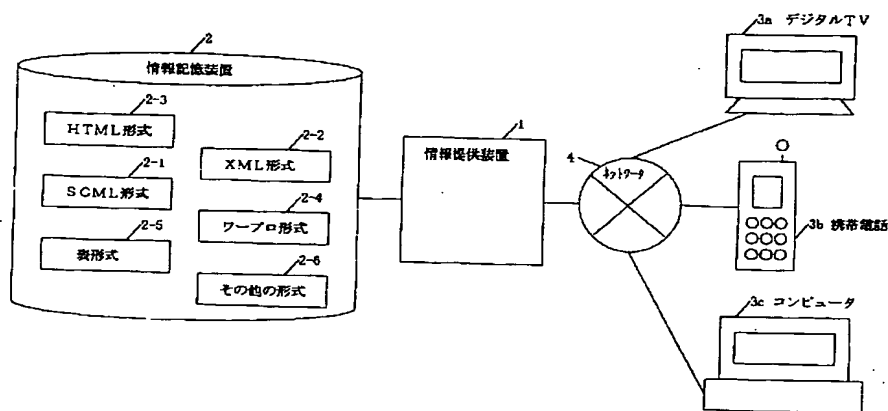 2
情報記憶装置
2-3
HTML形式
2-2
XML形式
2-1
SGML形式
2-4
ワープロ形式
2-5
表形式
2-6
その他の形式
1
情報提供装置
4
ネットワーク
3a デジタルTV
3b 携帯電話
3c コンピュータ